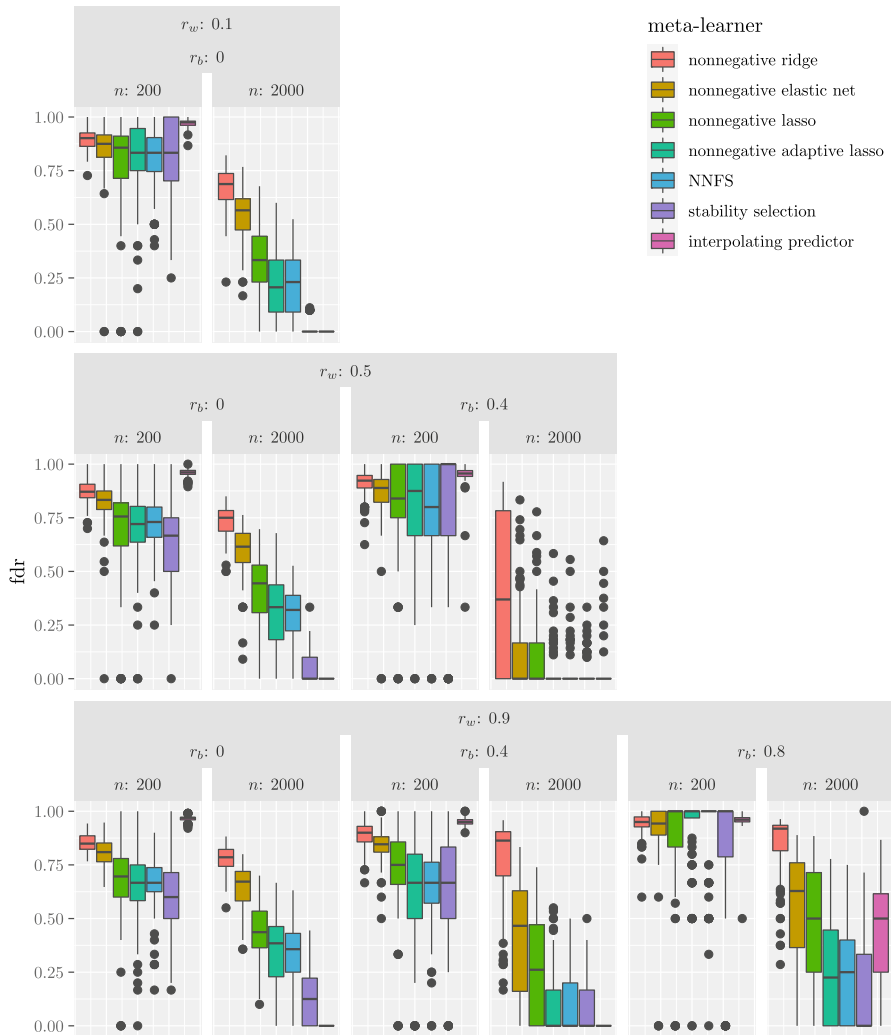 r_w: 0.1
r_b: 0
n: 200
n: 2000
1.00
0.75
0.50
0.25
0.00
meta-learner
nonnegative ridge
nonnegative elastic net
nonnegative lasso
nonnegative adaptive lasso
NNFS
stability selection
interpolating predictor
r_w: 0.5
r_b: 0
r_b: 0.4
n: 200
n: 2000
n: 200
n: 2000
1.00
0.75
0.50
0.25
0.00
fdr
r_w: 0.9
r_b: 0
r_b: 0.4
r_b: 0.8
n: 200
n: 2000
n: 200
n: 2000
n: 200
n: 2000
1.00
0.75
0.50
0.25
0.00